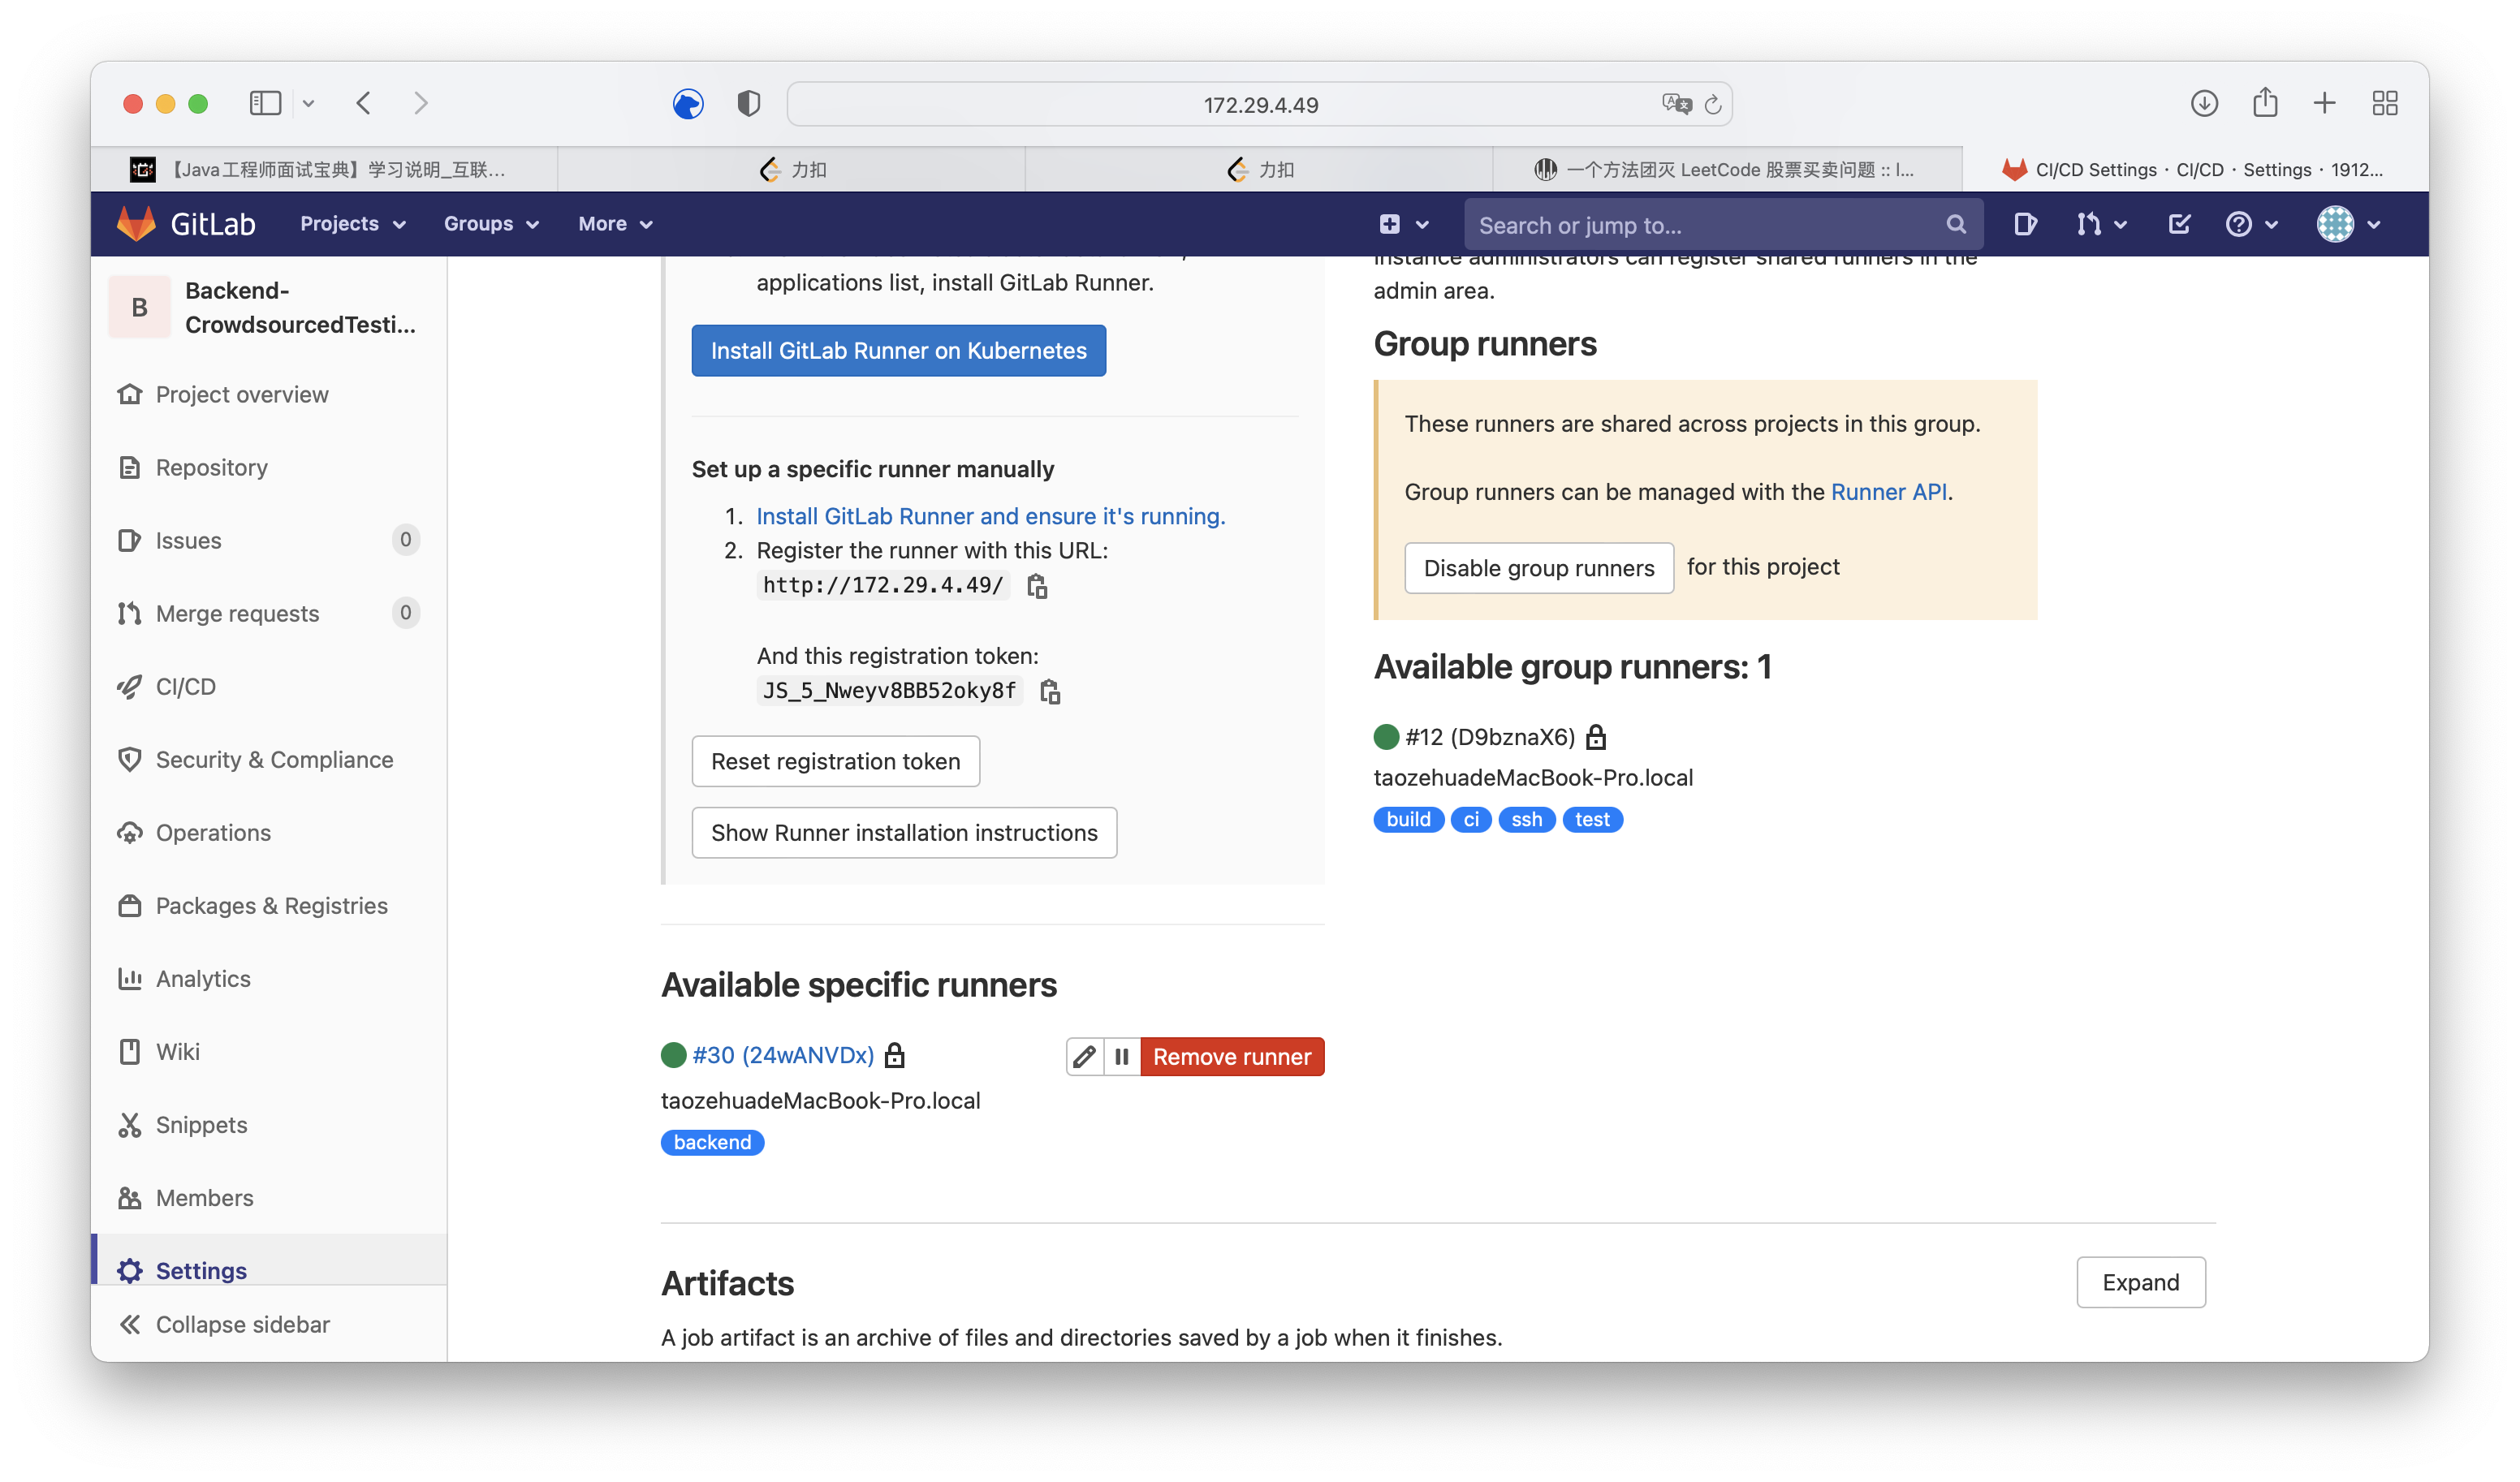 172.29.4.49
【Java工程师面试宝典】学习说明_互联...
力扣
力扣
一个方法团灭 LeetCode 股票买卖问题 :: l...
CI/CD Settings · CI/CD · Settings · 1912...
GitLab
Projects
Groups
More
Search or jump to...
B
Backend-
CrowdsourcedTesti...
Project overview
Repository
Issues
0
Merge requests
0
CI/CD
Security & Compliance
Operations
Packages & Registries
Analytics
Wiki
Snippets
Members
Settings
Collapse sidebar
applications list, install GitLab Runner.
Install GitLab Runner on Kubernetes
Set up a specific runner manually
1. Install GitLab Runner and ensure it's running.
2. Register the runner with this URL:
http://172.29.4.49/
And this registration token:
JS_5_Nweyv8BB52oky8f
Reset registration token
Show Runner installation instructions
Available specific runners
#30 (24wANVDx)
Remove runner
taozehuadeMacBook-Pro.local
backend
instance administrators can register shared runners in the
admin area.
Group runners
These runners are shared across projects in this group.
Group runners can be managed with the Runner API.
Disable group runners for this project
Available group runners: 1
#12 (D9bznaX6)
taozehuadeMacBook-Pro.local
build ci ssh test
Artifacts
Expand
A job artifact is an archive of files and directories saved by a job when it finishes.